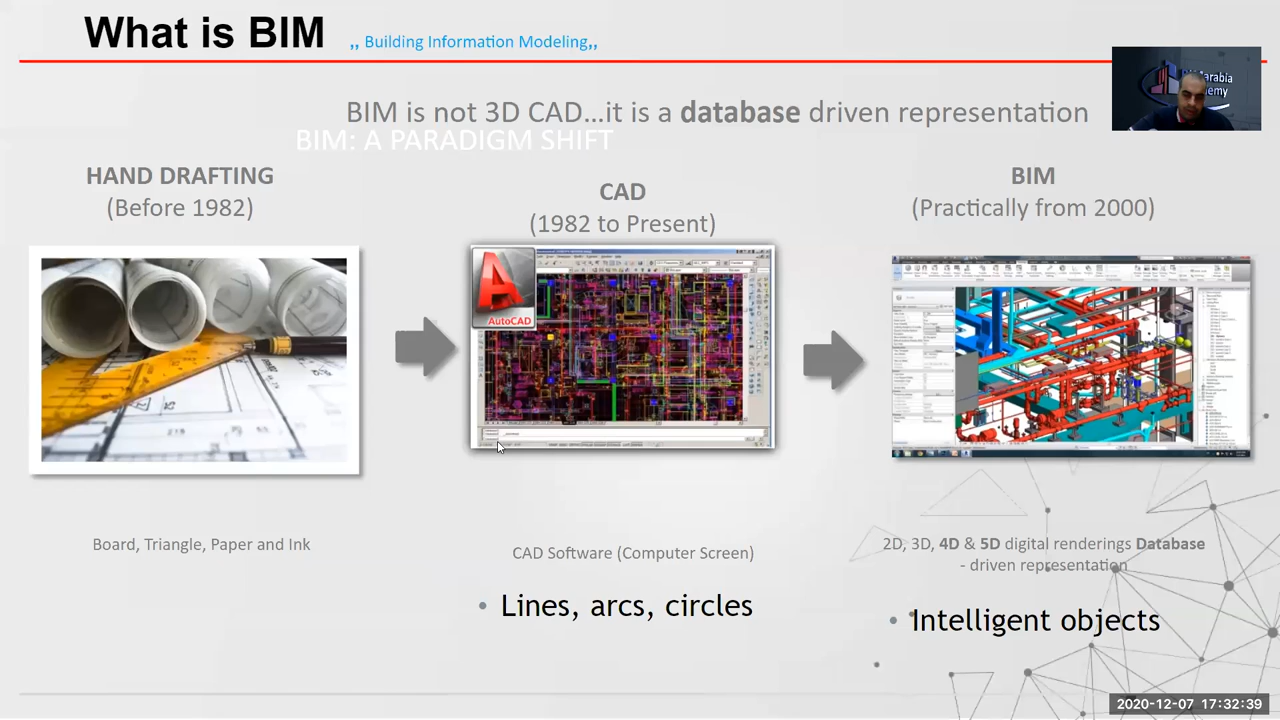 What is BIM
,, Building Information Modeling,,
BIM is not 3D CAD...it is a database driven representation
BIM: A PARADIGM SHIFT
HAND DRAFTING
(Before 1982)
CAD
(1982 to Present)
BIM
(Practically from 2000)
AutoCAD
Board, Triangle, Paper and Ink
CAD Software (Computer Screen)
2D, 3D, 4D & 5D digital renderings Database
- driven representation
• Lines, arcs, circles
• Intelligent objects
2020-12-07 17:32:39